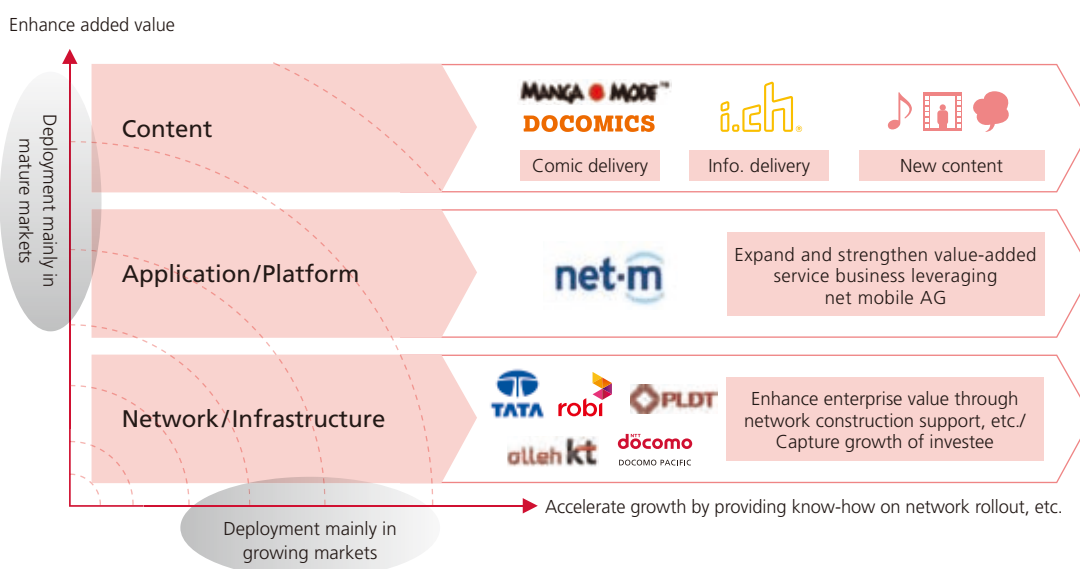 Enhance added value
Deployment mainly in
mature markets
Content
MANGA MODE™
DOCOMICS
Comic delivery
i.ch®
Info. delivery
New content
Application/Platform
net-m
Expand and strengthen value-added
service business leveraging
net mobile AG
Network/Infrastructure
TATA
robi
PLDT
olleh kt
NTT
docomo
DOCOMO PACIFIC
Enhance enterprise value through
network construction support, etc./
Capture growth of investee
Accelerate growth by providing know-how on network rollout, etc.
Deployment mainly in
growing markets